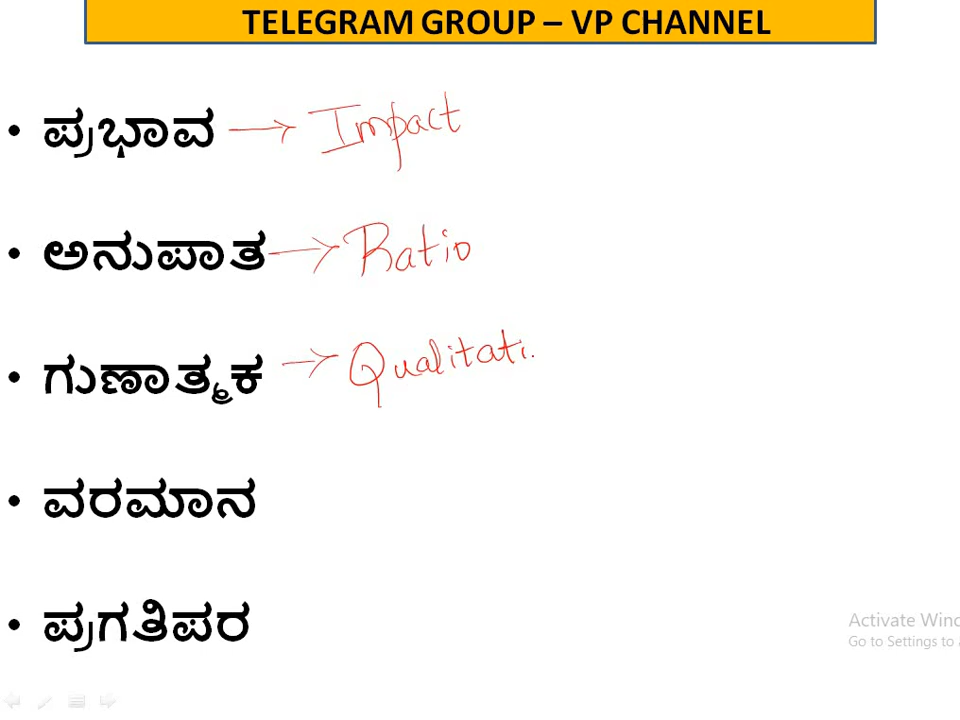 TELEGRAM GROUP – VP CHANNEL
• ಪ್ರಭಾವ → Impact
• ಅನುಪಾತ → Ratio
• ಗುಣಾತ್ಮಕ → Qualitati
• ವರಮಾನ
• ಪ್ರಗತಿಪರ
Activate Winc
Go to Settings to